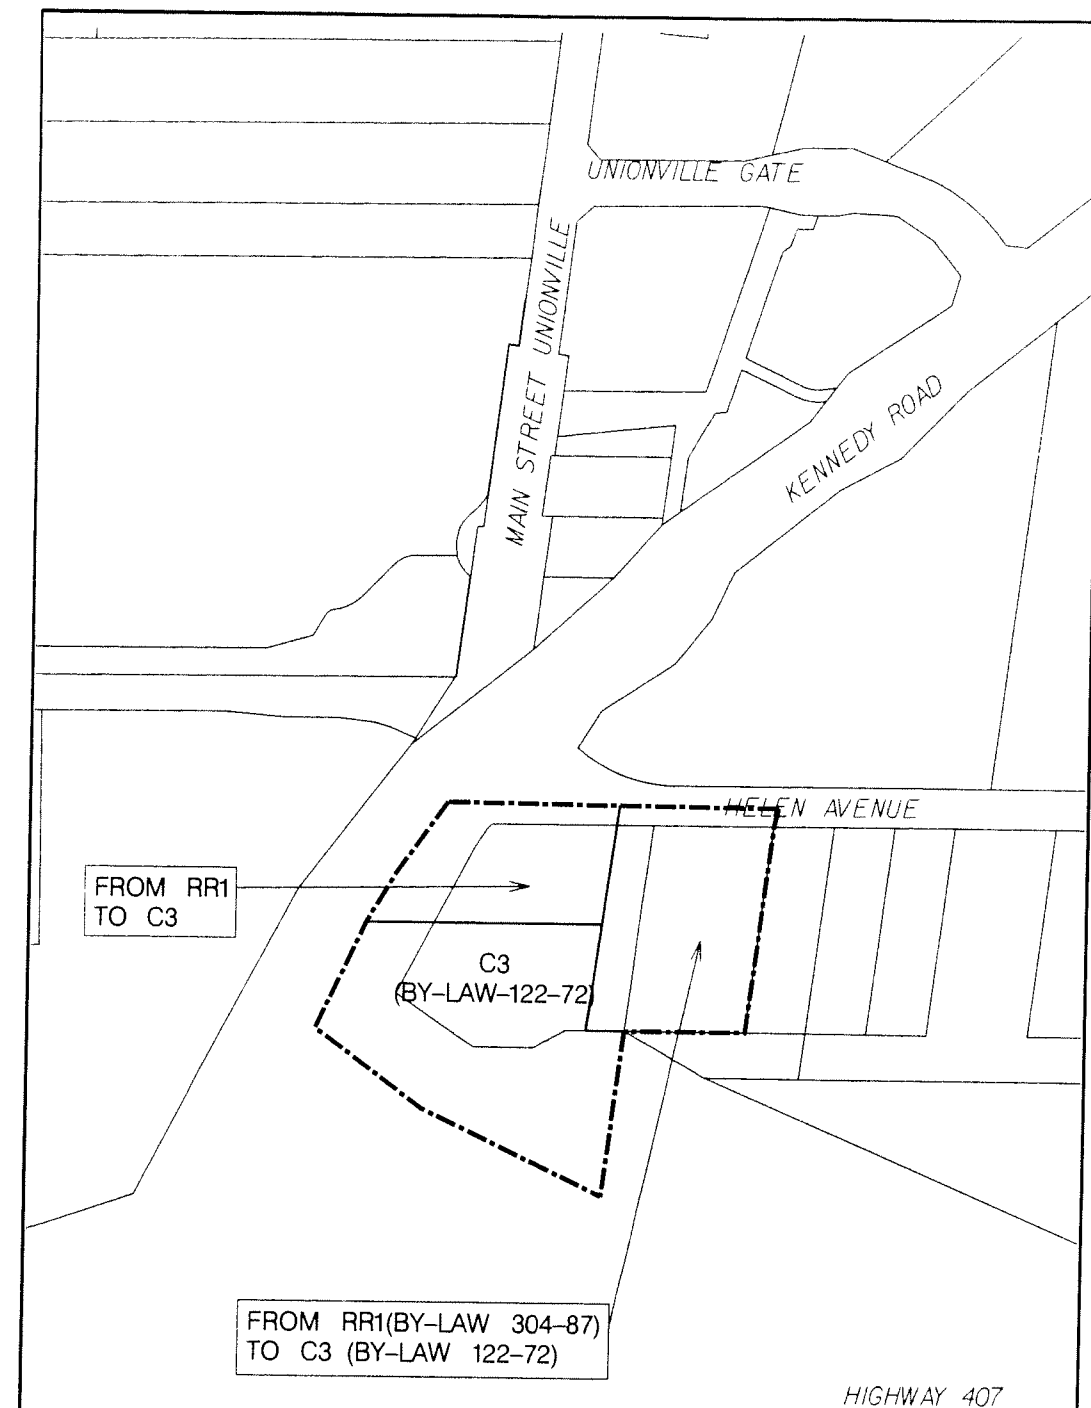 UNIONVILLE GATE
MAIN STREET UNIONVILLE
KENNEDY ROAD
HELEN AVENUE
FROM RR1
TO C3
C3
(BY-LAW-122-72)
FROM RR1(BY-LAW 304-87)
TO C3 (BY-LAW 122-72)
HIGHWAY 407